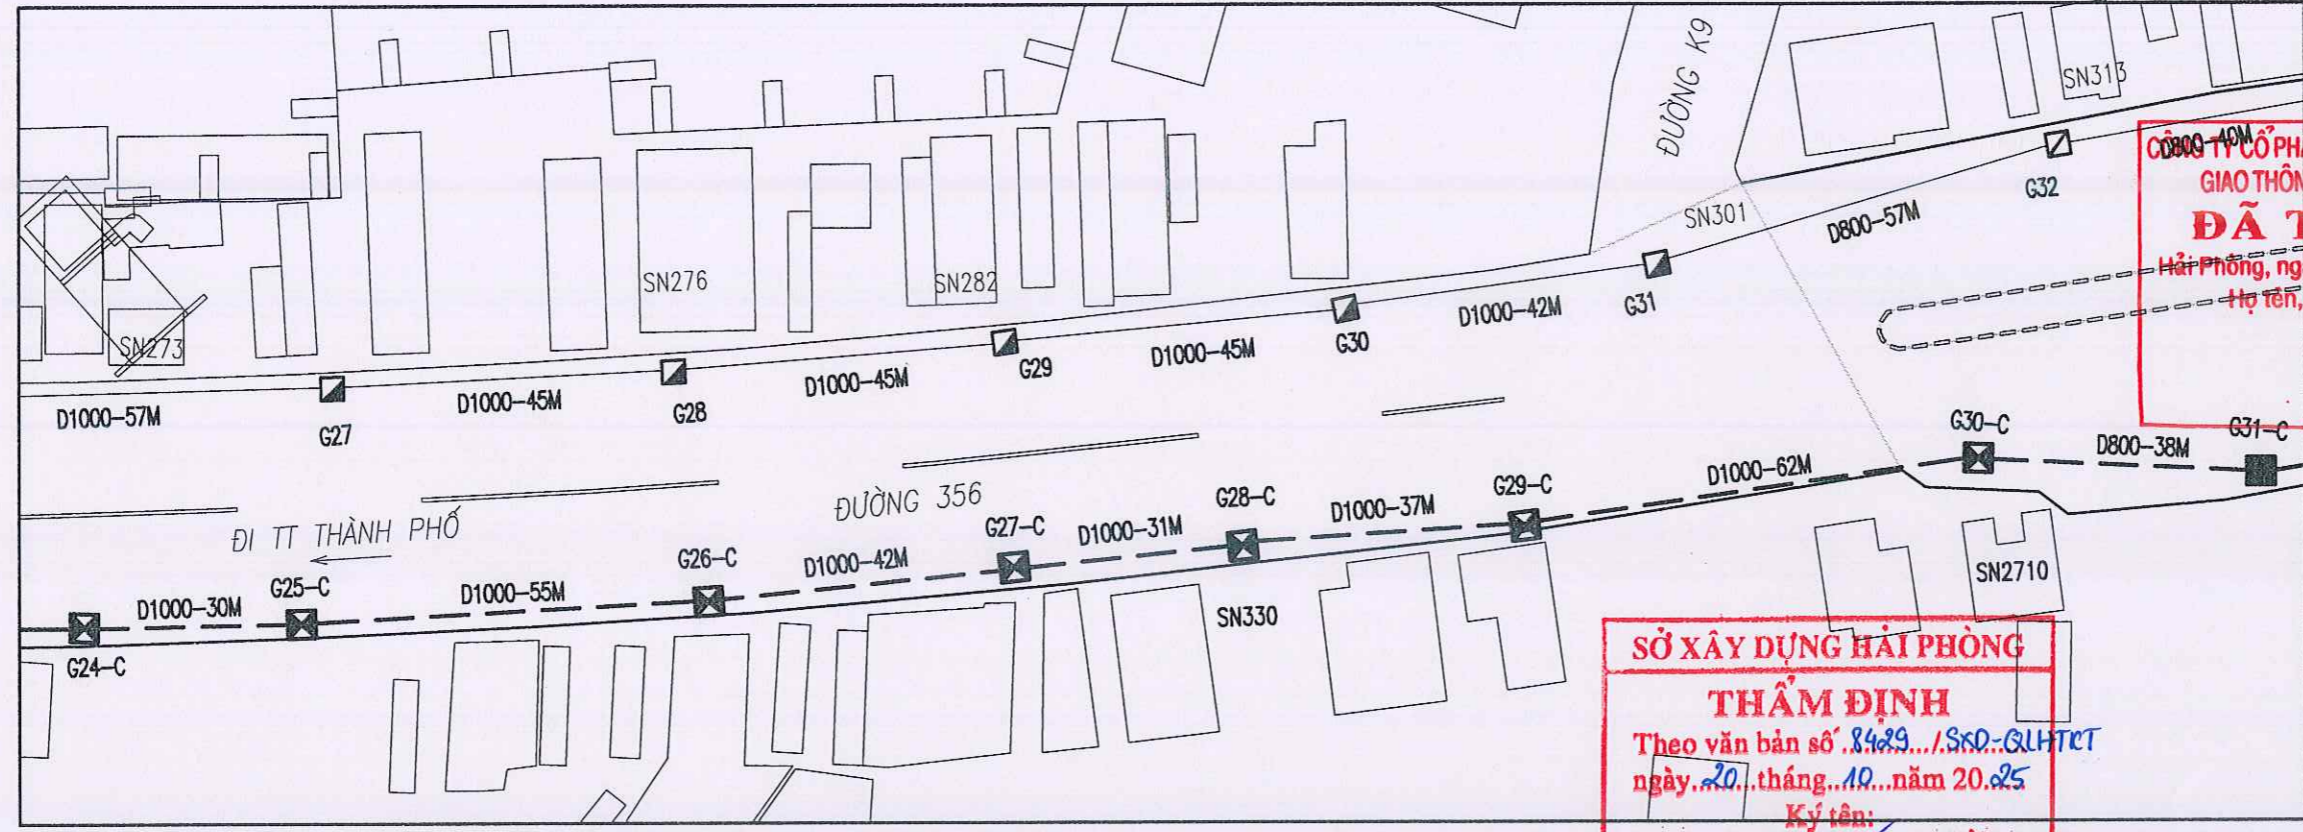 ĐƯỜNG K9
SN313
D800-40M
G32
CÔNG TY CỔ PH
GIAO THÔN
ĐÃ T
Hải Phòng, ng
Họ tên,
SN301
D800-57M
SN276
SN282
SN273
G31
D1000-42M
G30
D1000-45M
G29
D1000-45M
G28
D1000-45M
G27
D1000-57M
G30-C
D800-38M
G31-C
D1000-62M
G29-C
D1000-37M
G28-C
D1000-31M
G27-C
ĐƯỜNG 356
D1000-42M
G26-C
ĐI TT THÀNH PHỐ
D1000-55M
G25-C
D1000-30M
G24-C
SN330
SN2710
SỞ XÂY DỰNG HẢI PHÒNG
THẨM ĐỊNH
Theo văn bản số 8429.../.SXD-QLHTKT
ngày..20..tháng..10...năm 20.25
Ký tên: